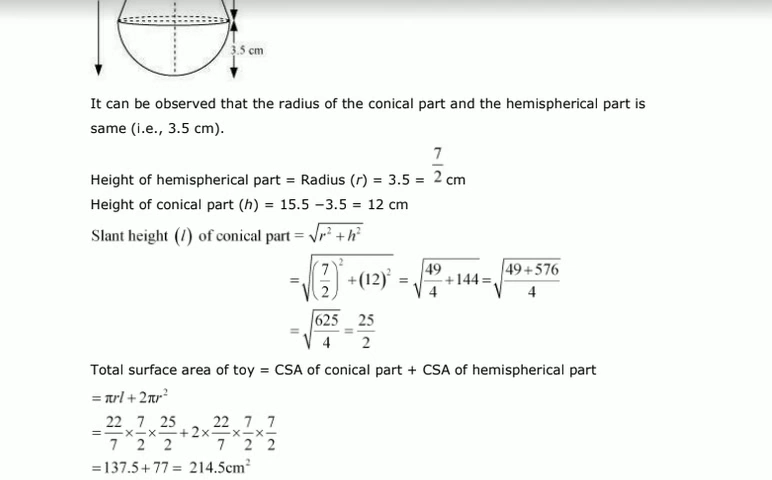 3.5 cm
It can be observed that the radius of the conical part and the hemispherical part is
same (i.e., 3.5 cm).
Height of hemispherical part = Radius (r) = 3.5 = 7/2 cm
Height of conical part (h) = 15.5 −3.5 = 12 cm
Slant height (l) of conical part = √(r² + h²)
= √((7/2)² + (12)²) = √(49/4 + 144) = √((49+576)/4)
= √(625/4) = 25/2
Total surface area of toy = CSA of conical part + CSA of hemispherical part
= πrl + 2πr²
= 22/7 × 7/2 × 25/2 + 2 × 22/7 × 7/2 × 7/2
= 137.5 + 77 = 214.5cm²